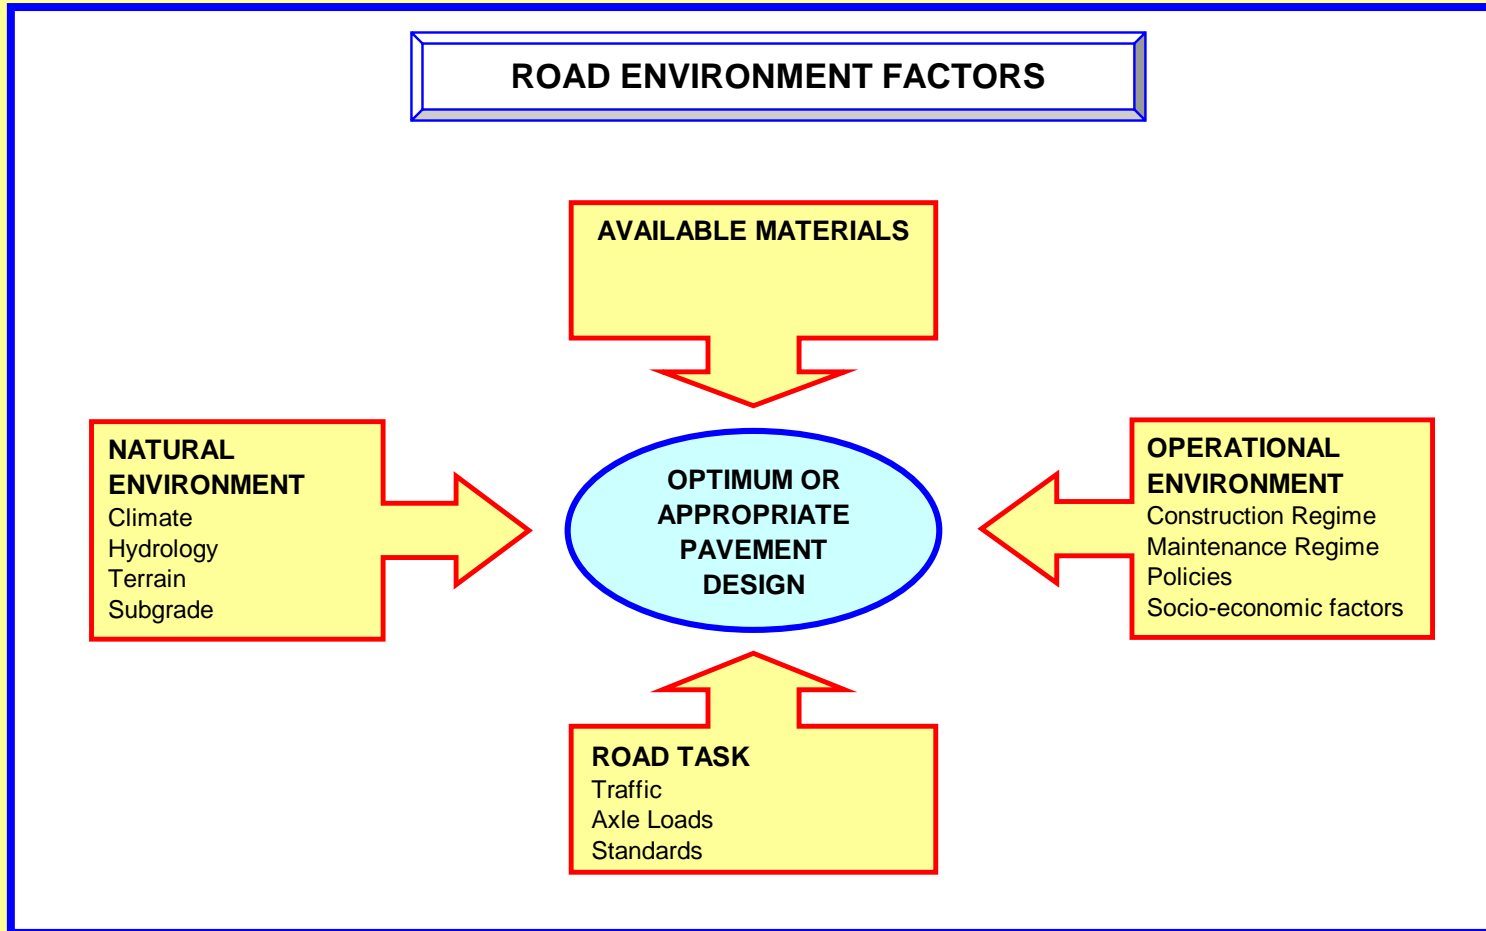 ROAD ENVIRONMENT FACTORS
AVAILABLE MATERIALS
NATURAL
ENVIRONMENT
Climate
Hydrology
Terrain
Subgrade
OPTIMUM OR
APPROPRIATE
PAVEMENT
DESIGN
OPERATIONAL
ENVIRONMENT
Construction Regime
Maintenance Regime
Policies
Socio-economic factors
ROAD TASK
Traffic
Axle Loads
Standards